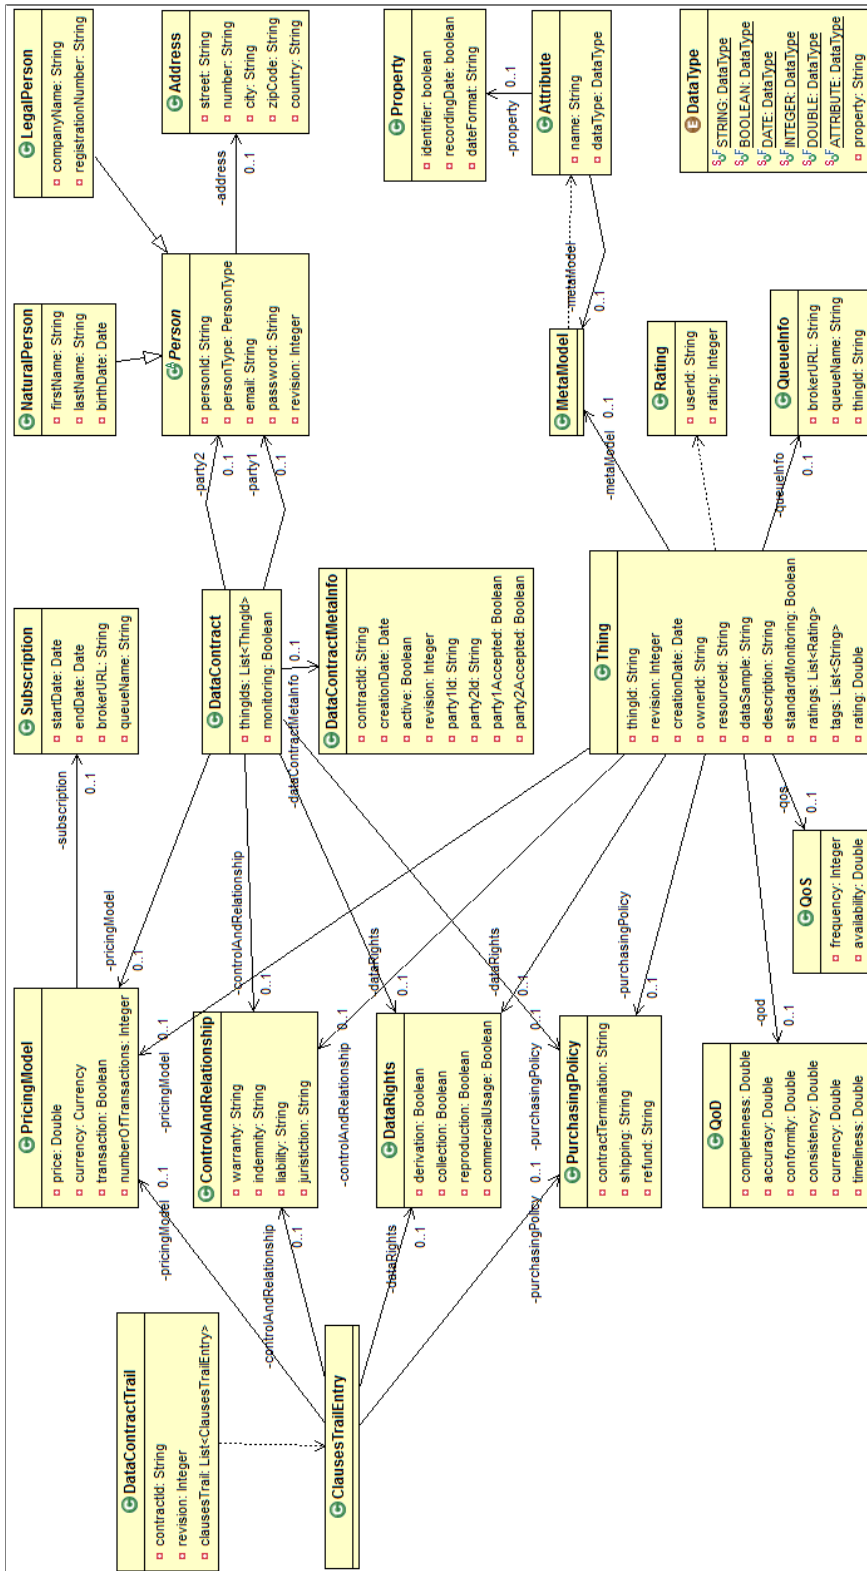 DataContractTrail
contractId: String
revision: Integer
clausesTrail: List<ClausesTrailEntry>
ClausesTrailEntry
-pricingModel
0..1
-controlAndRelationship
0..1
-dataRights
0..1
-purchasingPolicy
0..1
PricingModel
price: Double
currency: Currency
transaction: Boolean
numberOfTransactions: Integer
ControlAndRelationship
warranty: String
indemnity: String
liability: String
juristiction: String
DataRights
derivation: Boolean
collection: Boolean
reproduction: Boolean
commercialUsage: Boolean
PurchasingPolicy
contractTermination: String
shipping: String
refund: String
QoD
completeness: Double
accuracy: Double
conformity: Double
consistency: Double
currency: Double
timeliness: Double
-pricingModel
0..1
-pricingModel
0..1
-controlAndRelationship
0..1
-controlAndRelationship
0..1
-dataRights
0..1
-dataRights
0..1
-purchasingPolicy
0..1
-purchasingPolicy
0..1
-qod
0..1
QoS
frequency: Integer
availability: Double
-qos
0..1
-subscription
0..1
Subscription
startDate: Date
endDate: Date
brokerURL: String
queueName: String
DataContract
thingIds: List<ThingId>
monitoring: Boolean
-dataContractMetaInfo
0..1
DataContractMetaInfo
contractId: String
creationDate: Date
active: Boolean
revision: Integer
party1Id: String
party2Id: String
party1Accepted: Boolean
party2Accepted: Boolean
Thing
thingId: String
revision: Integer
creationDate: Date
ownerId: String
resourceId: String
dataSample: String
description: String
standardMonitoring: Boolean
ratings: List<Rating>
tags: List<String>
rating: Double
-party2
0..1
-party1
0..1
-metaModel
0..1
-queueInfo
0..1
NaturalPerson
firstName: String
lastName: String
birthDate: Date
Person
personId: String
personType: PersonType
email: String
password: String
revision: Integer
MetaModel
-metaModel
0..1
Rating
userId: String
rating: Integer
QueueInfo
brokerURL: String
queueName: String
thingId: String
LegalPerson
companyName: String
registrationNumber: String
-address
0..1
Address
street: String
number: String
city: String
zipCode: String
country: String
Property
identifier: boolean
recordingDate: boolean
dateFormat: String
-property
0..1
Attribute
name: String
dataType: DataType
DataType
STRING: DataType
BOOLEAN: DataType
DATE: DataType
INTEGER: DataType
DOUBLE: DataType
ATTRIBUTE: DataType
property: String